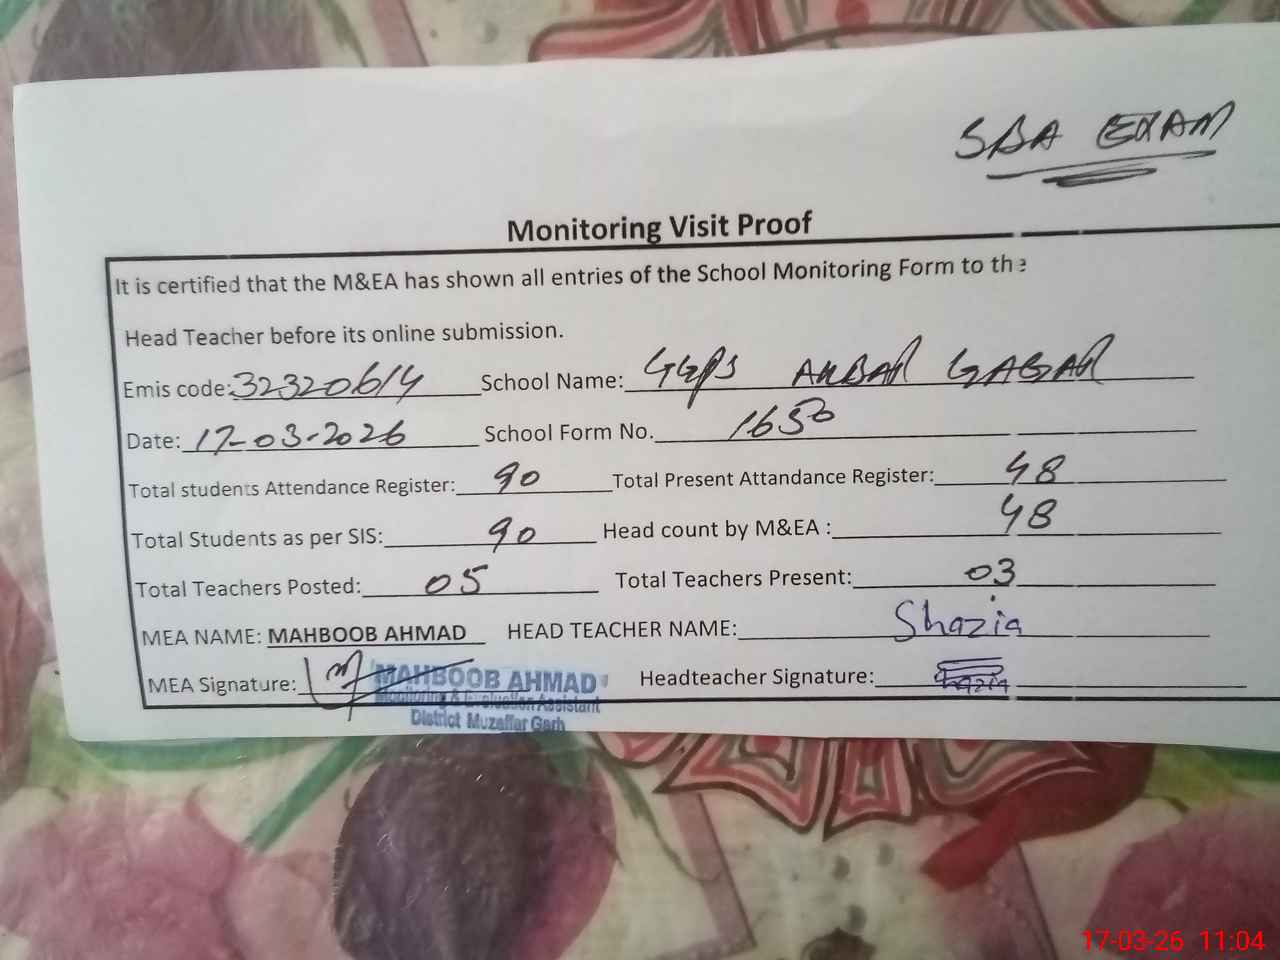 SBA EXAM
Monitoring Visit Proof
It is certified that the M&EA has shown all entries of the School Monitoring Form to the
Head Teacher before its online submission.
Emis code: 32320614 School Name: GGPS AKBAR GABAR
Date: 17-03-2026 School Form No. 1650
Total students Attendance Register: 90 Total Present Attandance Register: 48
Total Students as per SIS: 90 Head count by M&EA : 48
Total Teachers Posted: 05 Total Teachers Present: 03
MEA NAME: MAHBOOB AHMAD HEAD TEACHER NAME: Shazia
MEA Signature: MAHBOOB AHMAD Headteacher Signature: Shazia
Monitoring & Evaluation Assistant
District Muzaffar Garh
17-03-26 11:04